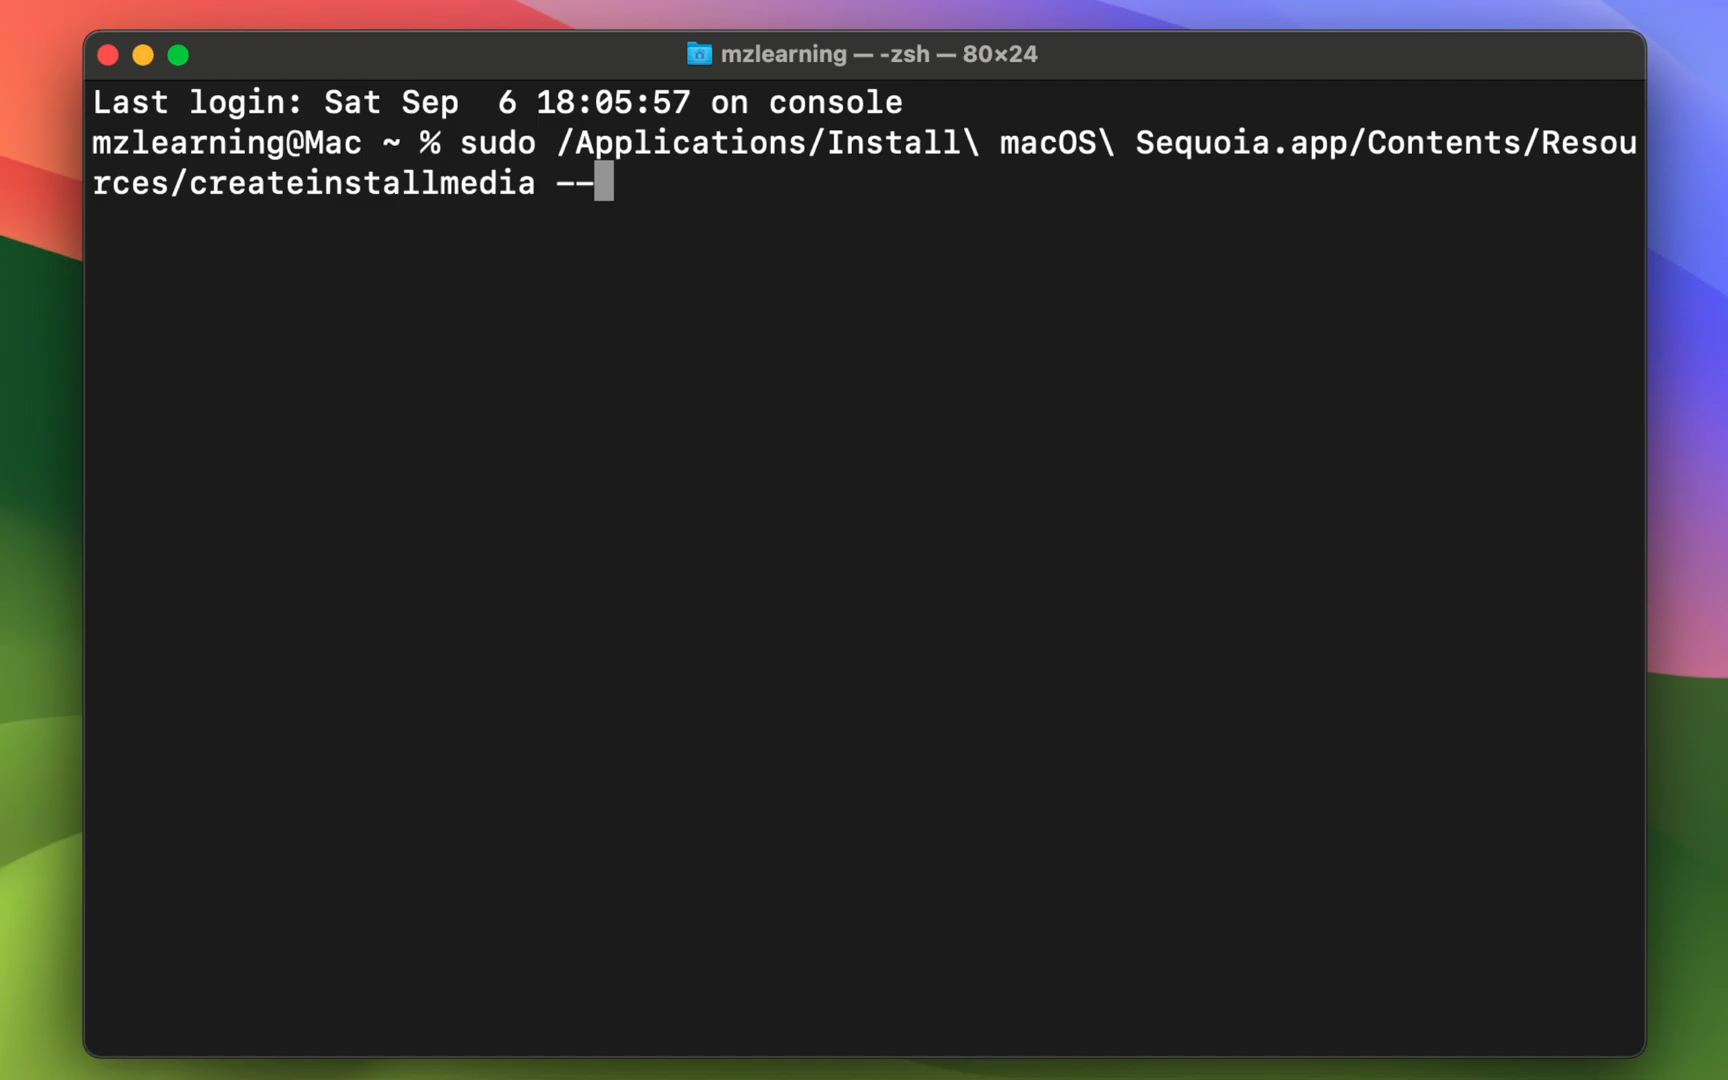 mzlearning — -zsh — 80×24
Last login: Sat Sep  6 18:05:57 on console
mzlearning@Mac ~ % sudo /Applications/Install\ macOS\ Sequoia.app/Contents/Resou
rces/createinstallmedia --